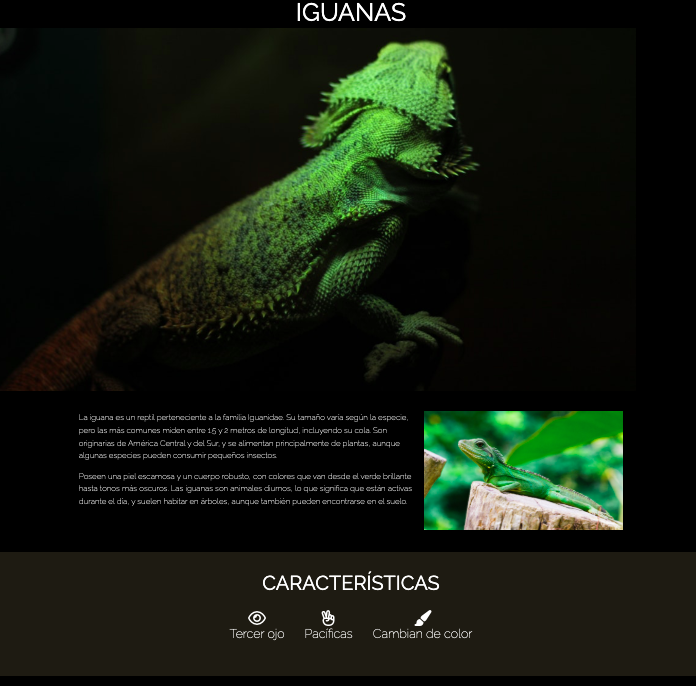 IGUANAS
La iguana es un reptil perteneciente a la familia Iguanidae. Su tamaño varía según la especie,
pero las más comunes miden entre 1.5 y 2 metros de longitud, incluyendo su cola. Son
originarias de América Central y del Sur, y se alimentan principalmente de plantas, aunque
algunas especies pueden consumir pequeños insectos.
Poseen una piel escamosa y un cuerpo robusto, con colores que van desde el verde brillante
hasta tonos más oscuros. Las iguanas son animales diurnos, lo que significa que están activas
durante el día, y suelen habitar en árboles, aunque también pueden encontrarse en el suelo.
CARACTERÍSTICAS
Tercer ojo Pacíficas Cambian de color